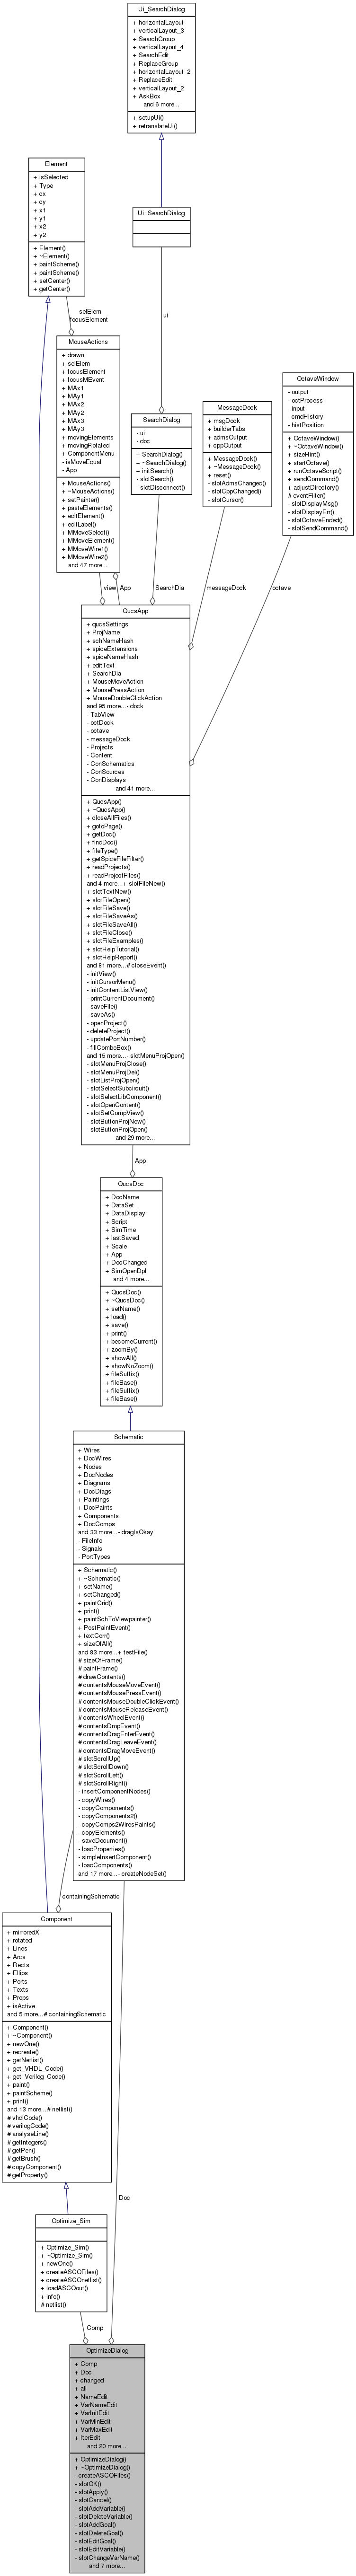 Ui_SearchDialog
+ horizontalLayout
+ verticalLayout_3
+ SearchGroup
+ verticalLayout_4
+ SearchEdit
+ ReplaceGroup
+ horizontalLayout_2
+ ReplaceEdit
+ verticalLayout_2
+ AskBox
and 6 more...
+ setupUi()
+ retranslateUi()
Element
+ isSelected
+ Type
+ cx
+ cy
+ x1
+ y1
+ x2
+ y2
+ Element()
+ ~Element()
+ paintScheme()
+ paintScheme()
+ setCenter()
+ getCenter()
Ui::SearchDialog
selElem
focusElement
ui
MouseActions
+ drawn
+ selElem
+ focusElement
+ focusMEvent
+ MAx1
+ MAy1
+ MAx2
+ MAy2
+ MAx3
+ MAy3
+ movingElements
+ movingRotated
+ ComponentMenu
- isMoveEqual
- App
+ MouseActions()
+ ~MouseActions()
+ setPainter()
+ pasteElements()
+ editElement()
+ editLabel()
+ MMoveSelect()
+ MMoveElement()
+ MMoveWire1()
+ MMoveWire2()
and 47 more...
SearchDialog
- ui
- doc
+ SearchDialog()
+ ~SearchDialog()
+ initSearch()
- slotSearch()
- slotDisconnect()
MessageDock
+ msgDock
+ builderTabs
+ admsOutput
+ cppOutput
+ MessageDock()
+ ~MessageDock()
+ reset()
- slotAdmsChanged()
- slotCppChanged()
- slotCursor()
OctaveWindow
- output
- octProcess
- input
- cmdHistory
- histPosition
+ OctaveWindow()
+ ~OctaveWindow()
+ sizeHint()
+ startOctave()
+ runOctaveScript()
+ sendCommand()
+ adjustDirectory()
# eventFilter()
- slotDisplayMsg()
- slotDisplayErr()
- slotOctaveEnded()
- slotSendCommand()
view
App
SearchDia
messageDock
octave
QucsApp
+ qucsSettings
+ ProjName
+ schNameHash
+ spiceExtensions
+ spiceNameHash
+ editText
+ SearchDia
+ MouseMoveAction
+ MousePressAction
+ MouseDoubleClickAction
and 95 more...- dock
- TabView
- octDock
- octave
- messageDock
- Projects
- Content
- ConSchematics
- ConSources
- ConDisplays
and 41 more...
+ QucsApp()
+ ~QucsApp()
+ closeAllFiles()
+ gotoPage()
+ getDoc()
+ findDoc()
+ fileType()
+ getSpiceFileFilter()
+ readProjects()
+ readProjectFiles()
and 4 more...+ slotFileNew()
+ slotTextNew()
+ slotFileOpen()
+ slotFileSave()
+ slotFileSaveAs()
+ slotFileSaveAll()
+ slotFileClose()
+ slotFileExamples()
+ slotHelpTutorial()
+ slotHelpReport()
and 81 more...# closeEvent()
- initView()
- initCursorMenu()
- initContentListView()
- printCurrentDocument()
- saveFile()
- saveAs()
- openProject()
- deleteProject()
- updatePortNumber()
- fillComboBox()
and 15 more...- slotMenuProjOpen()
- slotMenuProjClose()
- slotMenuProjDel()
- slotListProjOpen()
- slotSelectSubcircuit()
- slotSelectLibComponent()
- slotOpenContent()
- slotSetCompView()
- slotButtonProjNew()
- slotButtonProjOpen()
and 29 more...
App
QucsDoc
+ DocName
+ DataSet
+ DataDisplay
+ Script
+ SimTime
+ lastSaved
+ Scale
+ App
+ DocChanged
+ SimOpenDpl
and 4 more...
+ QucsDoc()
+ ~QucsDoc()
+ setName()
+ load()
+ save()
+ print()
+ becomeCurrent()
+ zoomBy()
+ showAll()
+ showNoZoom()
+ fileSuffix()
+ fileBase()
+ fileSuffix()
+ fileBase()
Schematic
+ Wires
+ DocWires
+ Nodes
+ DocNodes
+ Diagrams
+ DocDiags
+ Paintings
+ DocPaints
+ Components
+ DocComps
and 33 more...- dragIsOkay
- FileInfo
- Signals
- PortTypes
+ Schematic()
+ ~Schematic()
+ setName()
+ setChanged()
+ paintGrid()
+ print()
+ paintSchToViewpainter()
+ PostPaintEvent()
+ textCorr()
+ sizeOfAll()
and 83 more...+ testFile()
# sizeOfFrame()
# paintFrame()
# drawContents()
# contentsMouseMoveEvent()
# contentsMousePressEvent()
# contentsMouseDoubleClickEvent()
# contentsMouseReleaseEvent()
# contentsWheelEvent()
# contentsDropEvent()
# contentsDragEnterEvent()
# contentsDragLeaveEvent()
# contentsDragMoveEvent()
# slotScrollUp()
# slotScrollDown()
# slotScrollLeft()
# slotScrollRight()
- insertComponentNodes()
- copyWires()
- copyComponents()
- copyComponents2()
- copyComps2WiresPaints()
- copyElements()
- saveDocument()
- loadProperties()
- simpleInsertComponent()
- loadComponents()
and 17 more...- createNodeSet()
containingSchematic
Component
+ mirroredX
+ rotated
+ Lines
+ Arcs
+ Rects
+ Ellips
+ Ports
+ Texts
+ Props
+ isActive
and 5 more...# containingSchematic
+ Component()
+ ~Component()
+ newOne()
+ recreate()
+ getNetlist()
+ get_VHDL_Code()
+ get_Verilog_Code()
+ paint()
+ paintScheme()
+ print()
and 13 more...# netlist()
# vhdlCode()
# verilogCode()
# analyseLine()
# getIntegers()
# getPen()
# getBrush()
# copyComponent()
# getProperty()
Doc
Optimize_Sim
+ Optimize_Sim()
+ ~Optimize_Sim()
+ newOne()
+ createASCOFiles()
+ createASCOnetlist()
+ loadASCOout()
+ info()
# netlist()
Comp
OptimizeDialog
+ Comp
+ Doc
+ changed
+ all
+ NameEdit
+ VarNameEdit
+ VarInitEdit
+ VarMinEdit
+ VarMaxEdit
+ IterEdit
and 20 more...
+ OptimizeDialog()
+ ~OptimizeDialog()
- createASCOFiles()
- slotOK()
- slotApply()
- slotCancel()
- slotAddVariable()
- slotDeleteVariable()
- slotAddGoal()
- slotDeleteGoal()
- slotEditGoal()
- slotEditVariable()
- slotChangeVarName()
and 7 more...